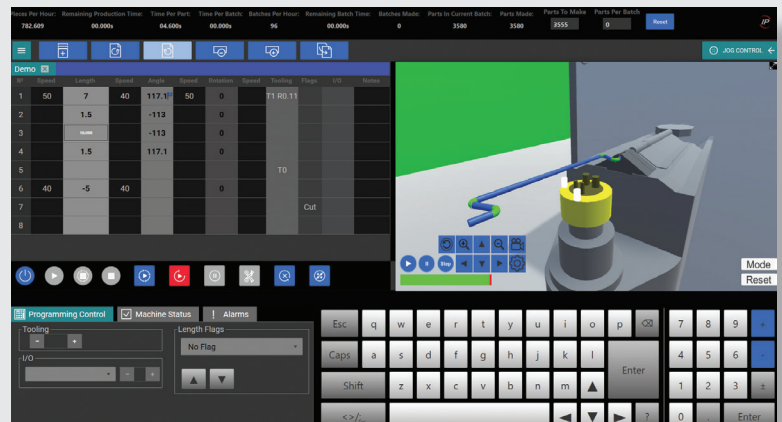 Pieces Per Hour: Remaining Production Time: Time Per Part: Time Per Batch: Batches Per Hour: Remaining Batch Time: Batches Made: Parts In Current Batch: Parts Made: Parts To Make Parts Per Batch
782.609 00.000s 04.600s 00.000s 96 00.000s 0 3580 3580 3555 0 Reset
JOG CONTROL
Demo
N° Speed Length Speed Angle Speed Rotation Speed Tooling Flags I/O Notes
1 50 7 40 117.1 50 0 T1 R0.11
2 1.5 -113 0
3 -113 0
4 1.5 117.1 0
5 T0
6 40 -5 40 0
7 Cut
8
Step
Mode
Reset
Programming Control Machine Status ! Alarms
Tooling
- +
I/O
- +
Length Flags
No Flag
Esc q w e r t y u i o p 7 8 9 +
Caps a s d f g h j k l Enter 4 5 6 -
Shift z x c v b n m 1 2 3 ±
<>/;_ ? 0 . Enter